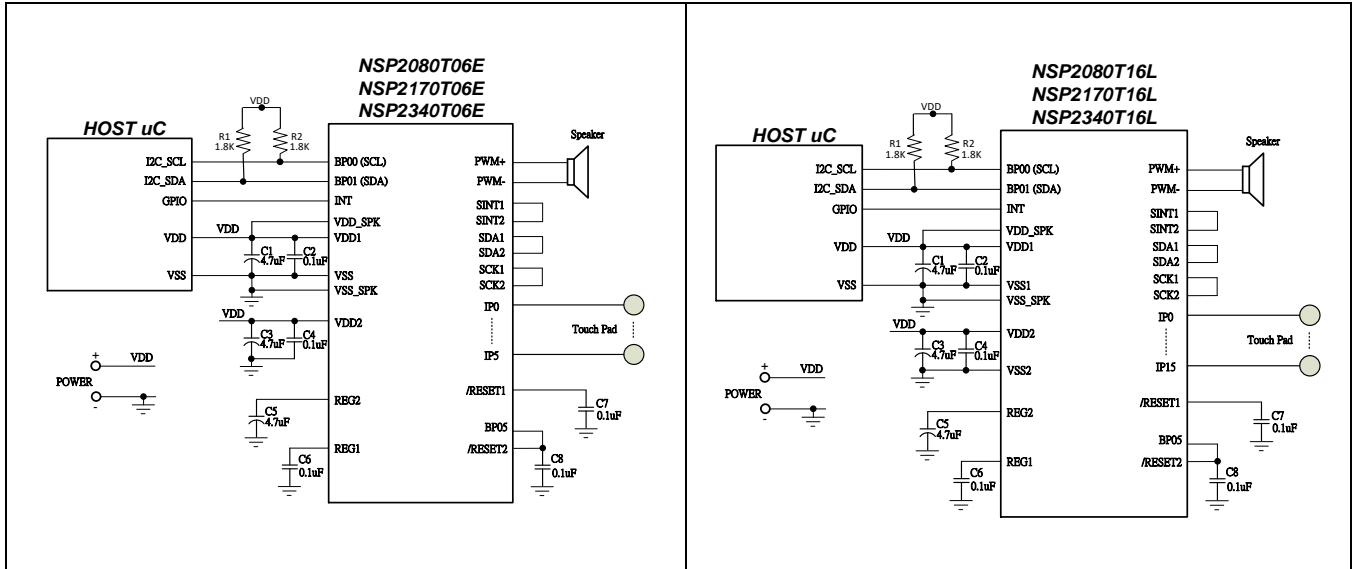 NSP2080T06E
NSP2170T06E
NSP2340T06E
HOST uC
VDD
R1
1.8K
R2
1.8K
Speaker
I2C_SCL
BP00 (SCL)
PWM+
I2C_SDA
BP01 (SDA)
PWM-
GPIO
INT
SINT1
SINT2
VDD_SPK
VDD
VDD
VDD1
SDA1
SDA2
C1
4.7uF
C2
0.1uF
VSS
VSS
SCK1
SCK2
VSS_SPK
IP0
VDD
VDD2
C3
4.7uF
C4
0.1uF
Touch Pad
IP5
+
VDD
POWER
-
/RESET1
REG2
C5
4.7uF
C7
0.1uF
BP05
REG1
/RESET2
C6
0.1uF
C8
0.1uF
NSP2080T16L
NSP2170T16L
NSP2340T16L
HOST uC
VDD
R1
1.8K
R2
1.8K
Speaker
I2C_SCL
BP00 (SCL)
PWM+
I2C_SDA
BP01 (SDA)
PWM-
GPIO
INT
SINT1
SINT2
VDD_SPK
VDD
VDD
VDD1
SDA1
SDA2
C1
4.7uF
C2
0.1uF
VSS
VSS1
SCK1
SCK2
VSS_SPK
IP0
VDD
VDD2
C3
4.7uF
C4
0.1uF
Touch Pad
VSS2
IP15
+
VDD
POWER
-
/RESET1
REG2
C5
4.7uF
C7
0.1uF
BP05
REG1
/RESET2
C6
0.1uF
C8
0.1uF